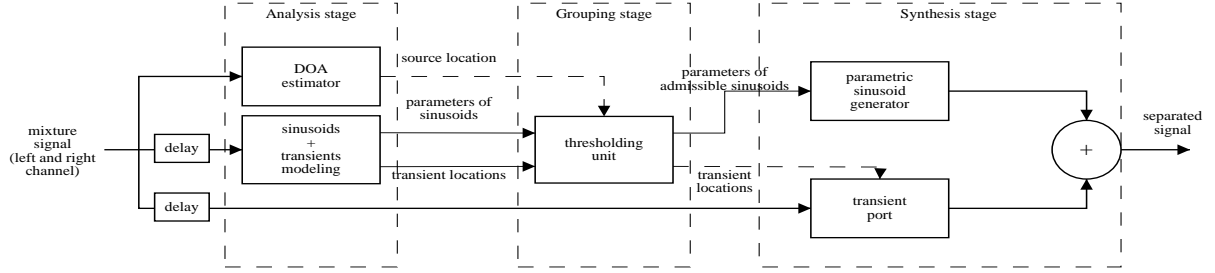 Analysis stage
Grouping stage
Synthesis stage
mixture
signal
(left and right
channel)
delay
delay
DOA
estimator
sinusoids
+
transients
modeling
source location
parameters of
sinusoids
transient locations
thresholding
unit
parameters of
admissible sinusoids
transient
locations
parametric
sinusoid
generator
transient
port
+
separated
signal